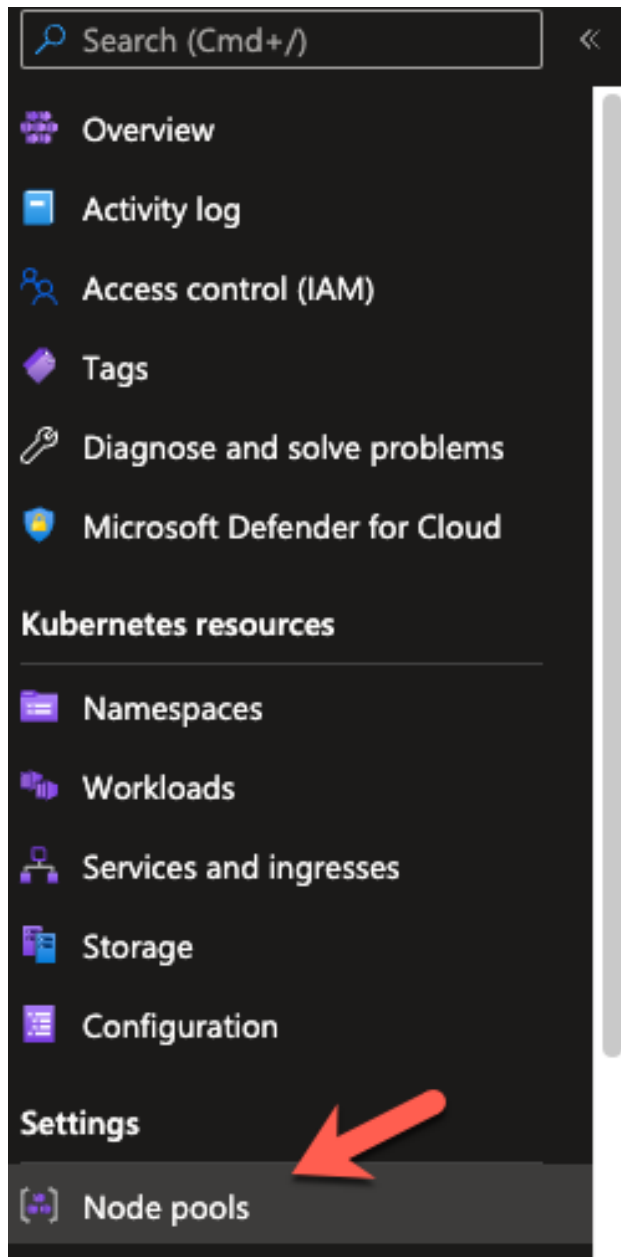 Search (Cmd+/)
Overview
Activity log
Access control (IAM)
Tags
Diagnose and solve problems
Microsoft Defender for Cloud
Kubernetes resources
Namespaces
Workloads
Services and ingresses
Storage
Configuration
Settings
Node pools